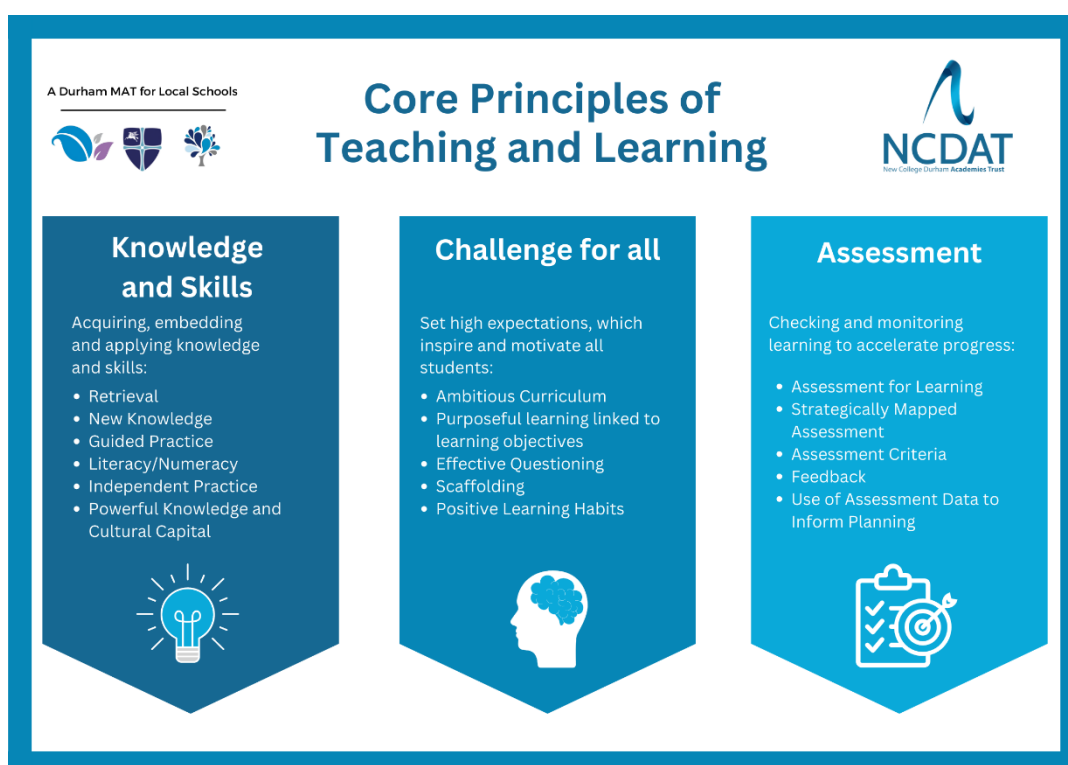 A Durham MAT for Local Schools
Core Principles of
Teaching and Learning
NCDAT
New College Durham Academies Trust
Knowledge
and Skills
Acquiring, embedding
and applying knowledge
and skills:
• Retrieval
• New Knowledge
• Guided Practice
• Literacy/Numeracy
• Independent Practice
• Powerful Knowledge and
Cultural Capital
Challenge for all
Set high expectations, which
inspire and motivate all
students:
• Ambitious Curriculum
• Purposeful learning linked to
learning objectives
• Effective Questioning
• Scaffolding
• Positive Learning Habits
Assessment
Checking and monitoring
learning to accelerate progress:
• Assessment for Learning
• Strategically Mapped
Assessment
• Assessment Criteria
• Feedback
• Use of Assessment Data to
Inform Planning